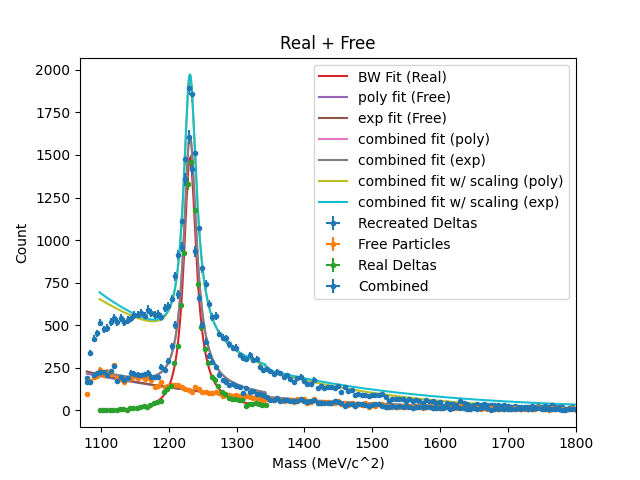 Real + Free
2000
1750
1500
1250
1000
750
500
250
0
Count
BW Fit (Real)
poly fit (Free)
exp fit (Free)
combined fit (poly)
combined fit (exp)
combined fit w/ scaling (poly)
combined fit w/ scaling (exp)
Recreated Deltas
Free Particles
Real Deltas
Combined
1100 1200 1300 1400 1500 1600 1700 1800
Mass (MeV/c^2)